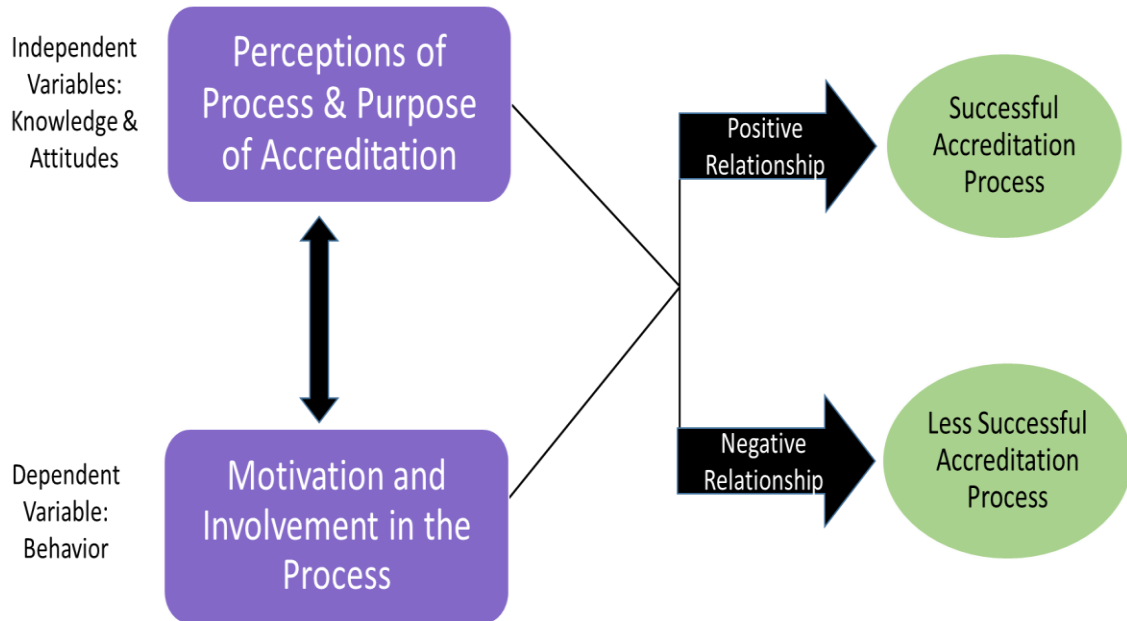 Independent
Variables:
Knowledge &
Attitudes
Perceptions of
Process & Purpose
of Accreditation
Positive
Relationship
Successful
Accreditation
Process
Dependent
Variable:
Behavior
Motivation and
Involvement in the
Process
Negative
Relationship
Less Successful
Accreditation
Process